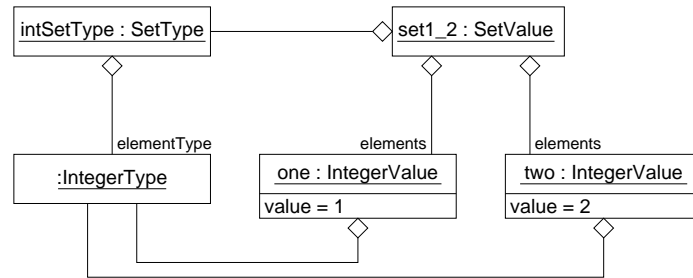 intSetType : SetType
set1_2 : SetValue
elementType
elements
elements
:IntegerType
one : IntegerValue
two : IntegerValue
value = 1
value = 2